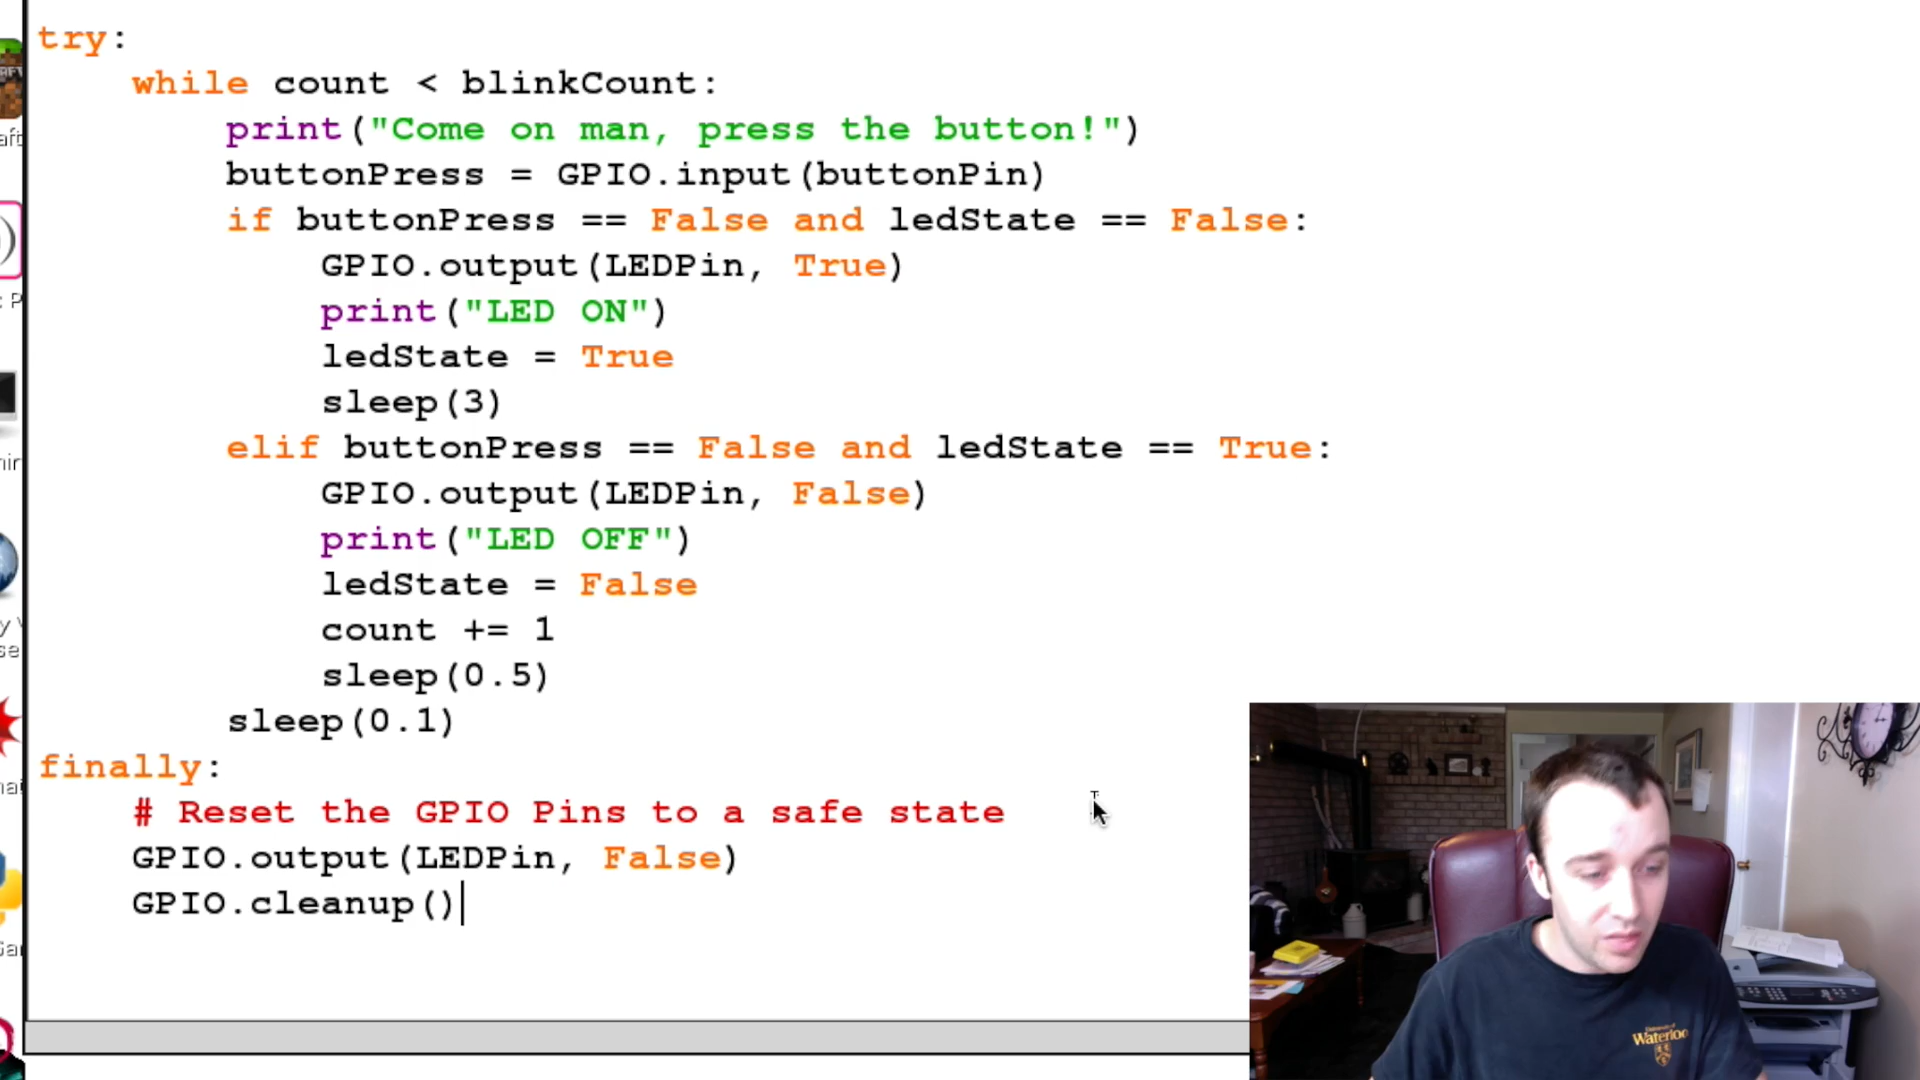 try:
while count < blinkCount:
print("Come on man, press the button!")
buttonPress = GPIO.input(buttonPin)
if buttonPress == False and ledState == False:
GPIO.output(LEDPin, True)
print("LED ON")
ledState = True
sleep(3)
elif buttonPress == False and ledState == True:
GPIO.output(LEDPin, False)
print("LED OFF")
ledState = False
count += 1
sleep(0.5)
sleep(0.1)
finally:
# Reset the GPIO Pins to a safe state
GPIO.output(LEDPin, False)
GPIO.cleanup()
Waterloo